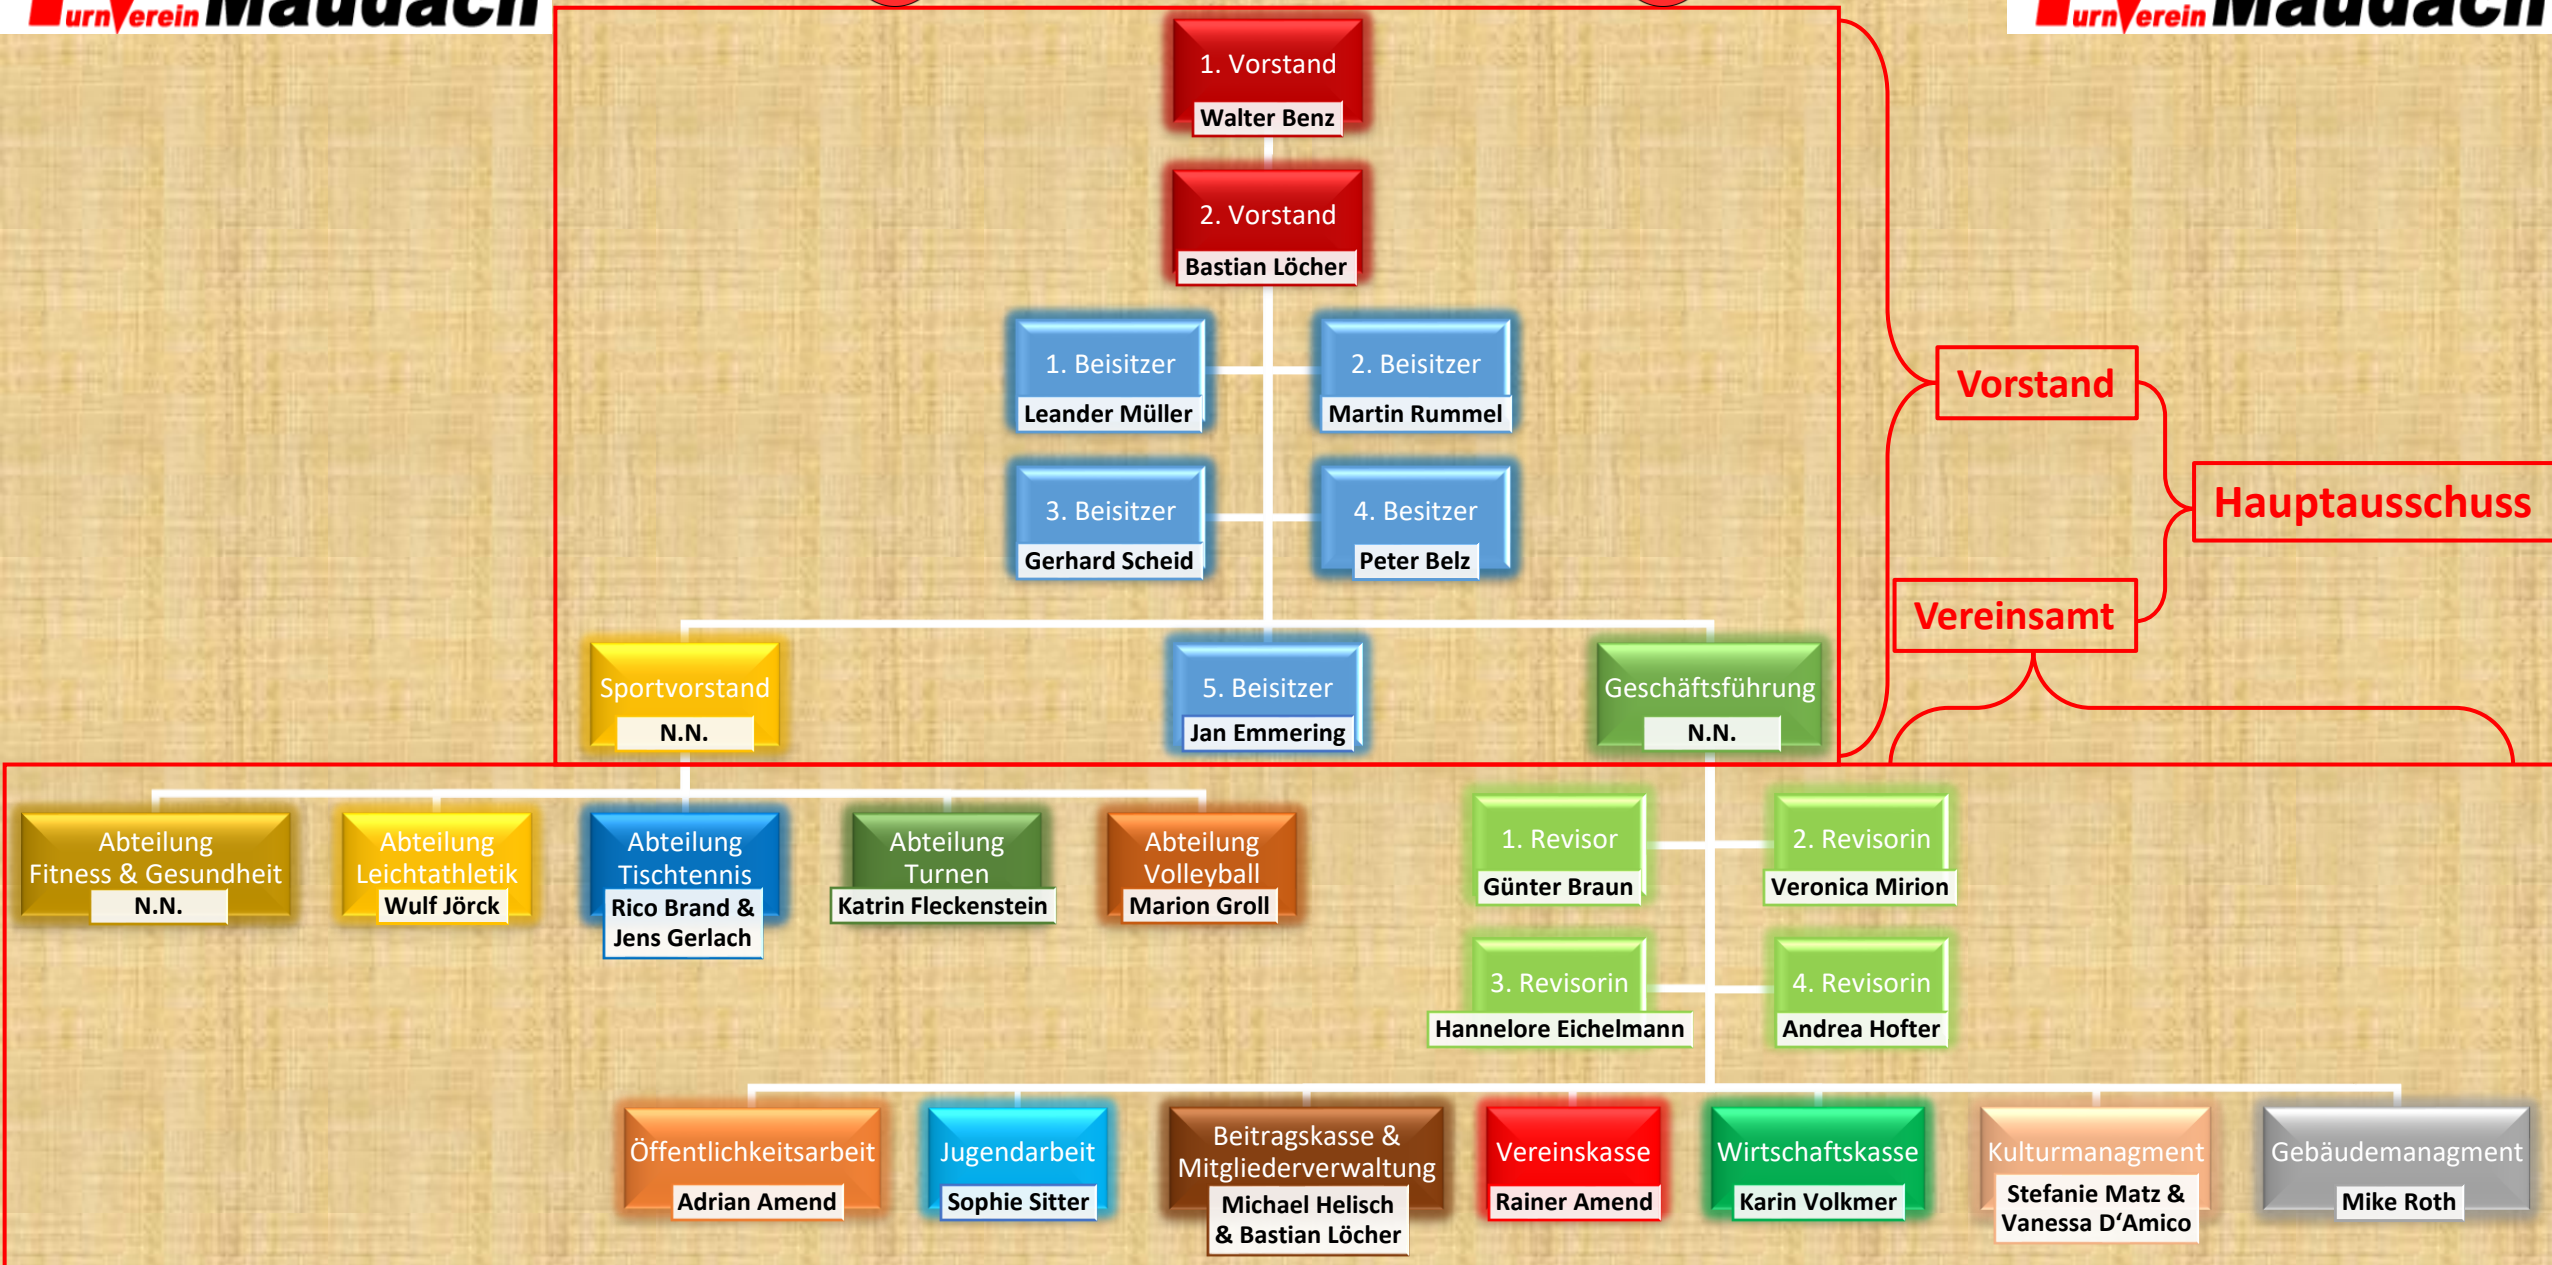 Turnverein Maudach
Turnverein Maudach
1. Vorstand
Walter Benz
2. Vorstand
Bastian Löcher
1. Beisitzer
Leander Müller
2. Beisitzer
Martin Rummel
3. Beisitzer
Gerhard Scheid
4. Besitzer
Peter Belz
Vorstand
Hauptausschuss
Vereinsamt
Sportvorstand
N.N.
5. Beisitzer
Jan Emmering
Geschäftsführung
N.N.
Abteilung
Fitness & Gesundheit
N.N.
Abteilung
Leichtathletik
Wulf Jörck
Abteilung
Tischtennis
Rico Brand &
Jens Gerlach
Abteilung
Turnen
Katrin Fleckenstein
Abteilung
Volleyball
Marion Groll
1. Revisor
Günter Braun
2. Revisorin
Veronica Mirion
3. Revisorin
Hannelore Eichelmann
4. Revisorin
Andrea Hofter
Öffentlichkeitsarbeit
Adrian Amend
Jugendarbeit
Sophie Sitter
Beitragskasse &
Mitgliederverwaltung
Michael Helisch
& Bastian Löcher
Vereinskasse
Rainer Amend
Wirtschaftskasse
Karin Volkmer
Kulturmanagment
Stefanie Matz &
Vanessa D‘Amico
Gebäudemanagment
Mike Roth